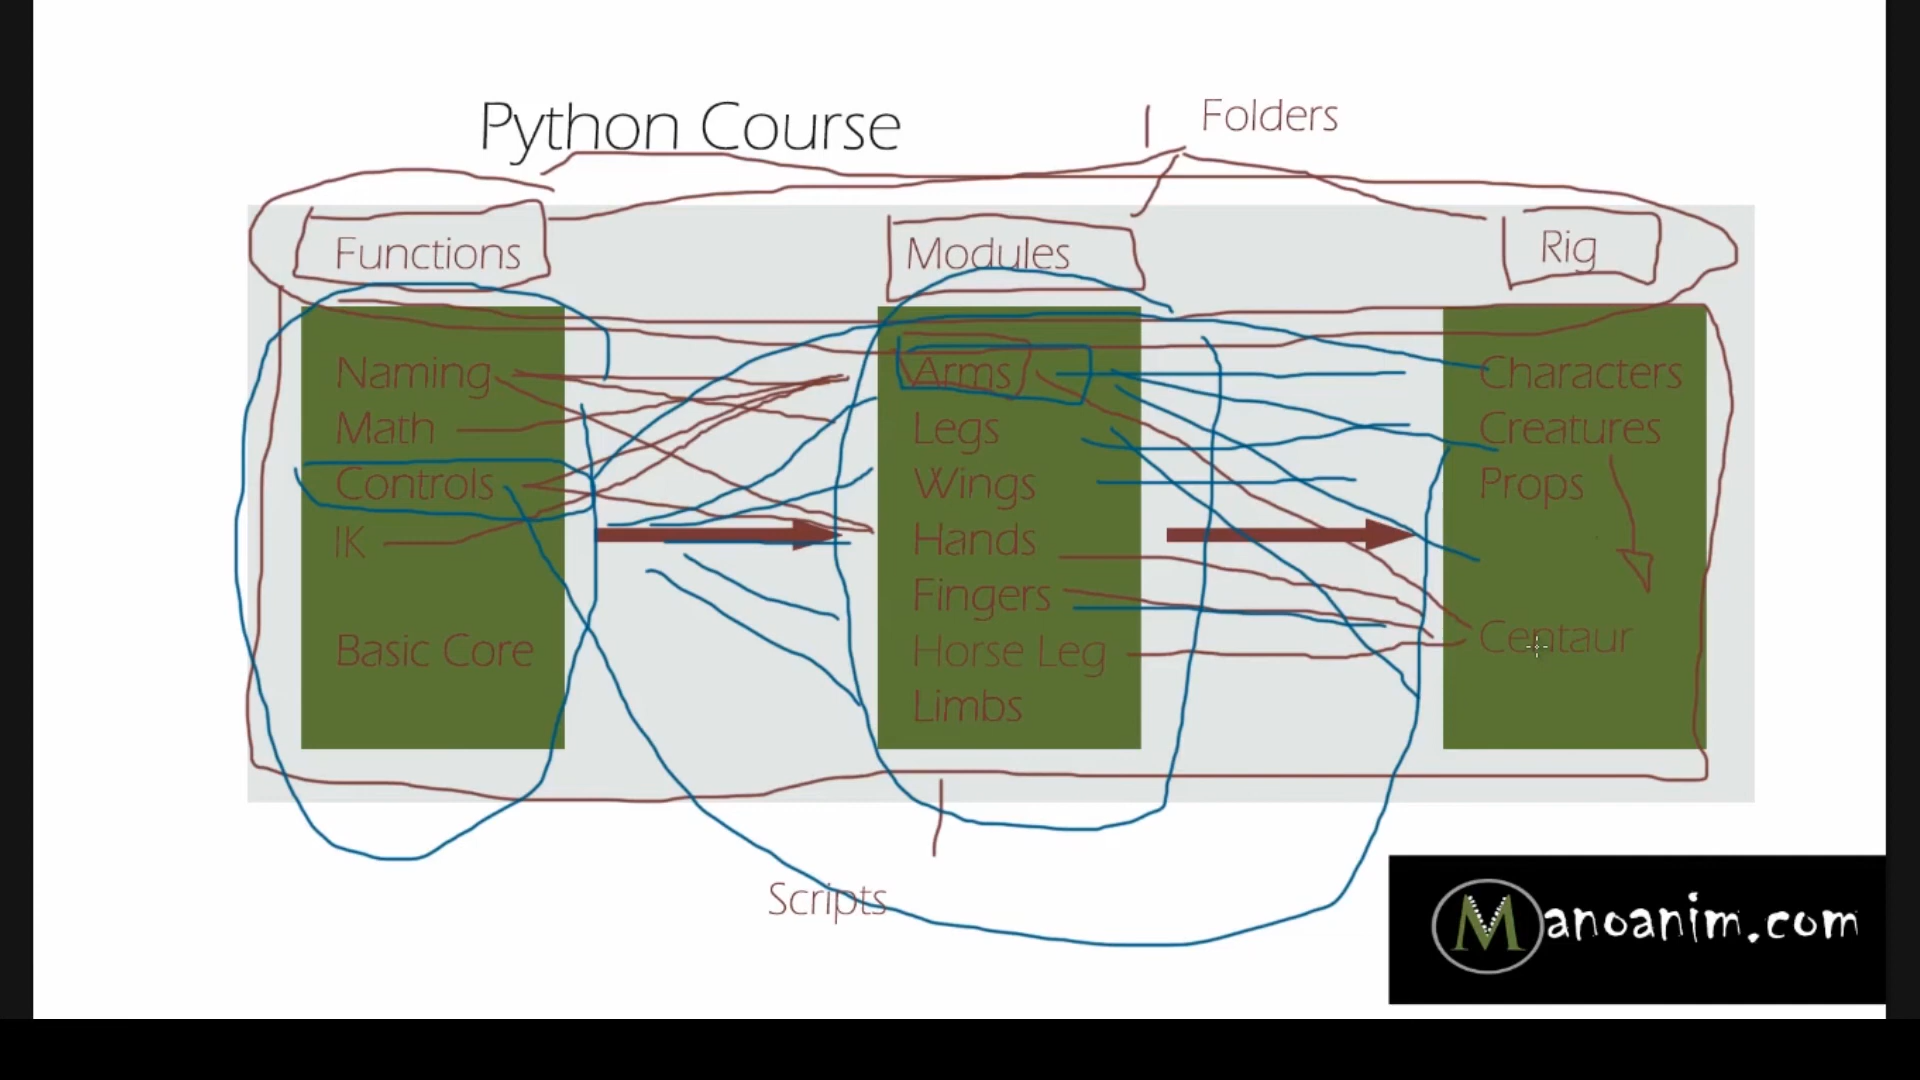 Python Course
Folders
Functions
Modules
Rig
Naming
Math
Controls
IK
Basic Core
Arms
Legs
Wings
Hands
Fingers
Horse Leg
Limbs
Characters
Creatures
Props
Centaur
Scripts
Manoanim.com